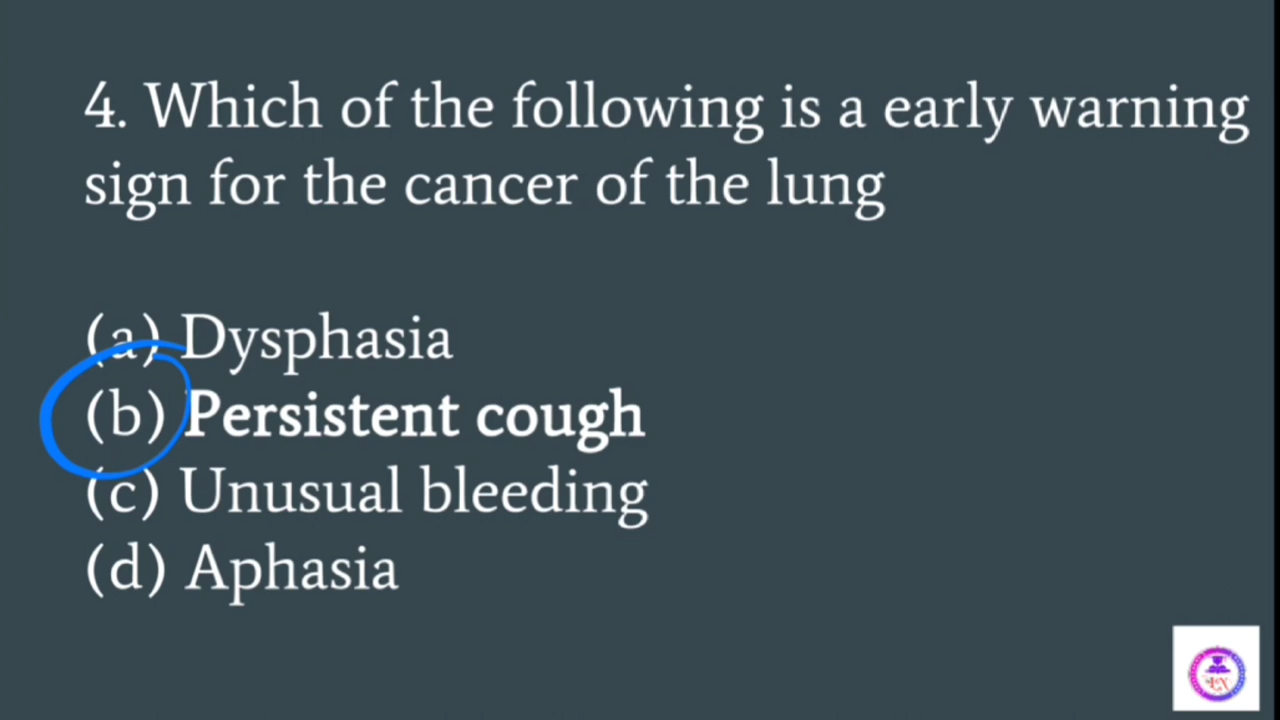 4. Which of the following is a early warning
sign for the cancer of the lung
(a) Dysphasia
(b) Persistent cough
(c) Unusual bleeding
(d) Aphasia